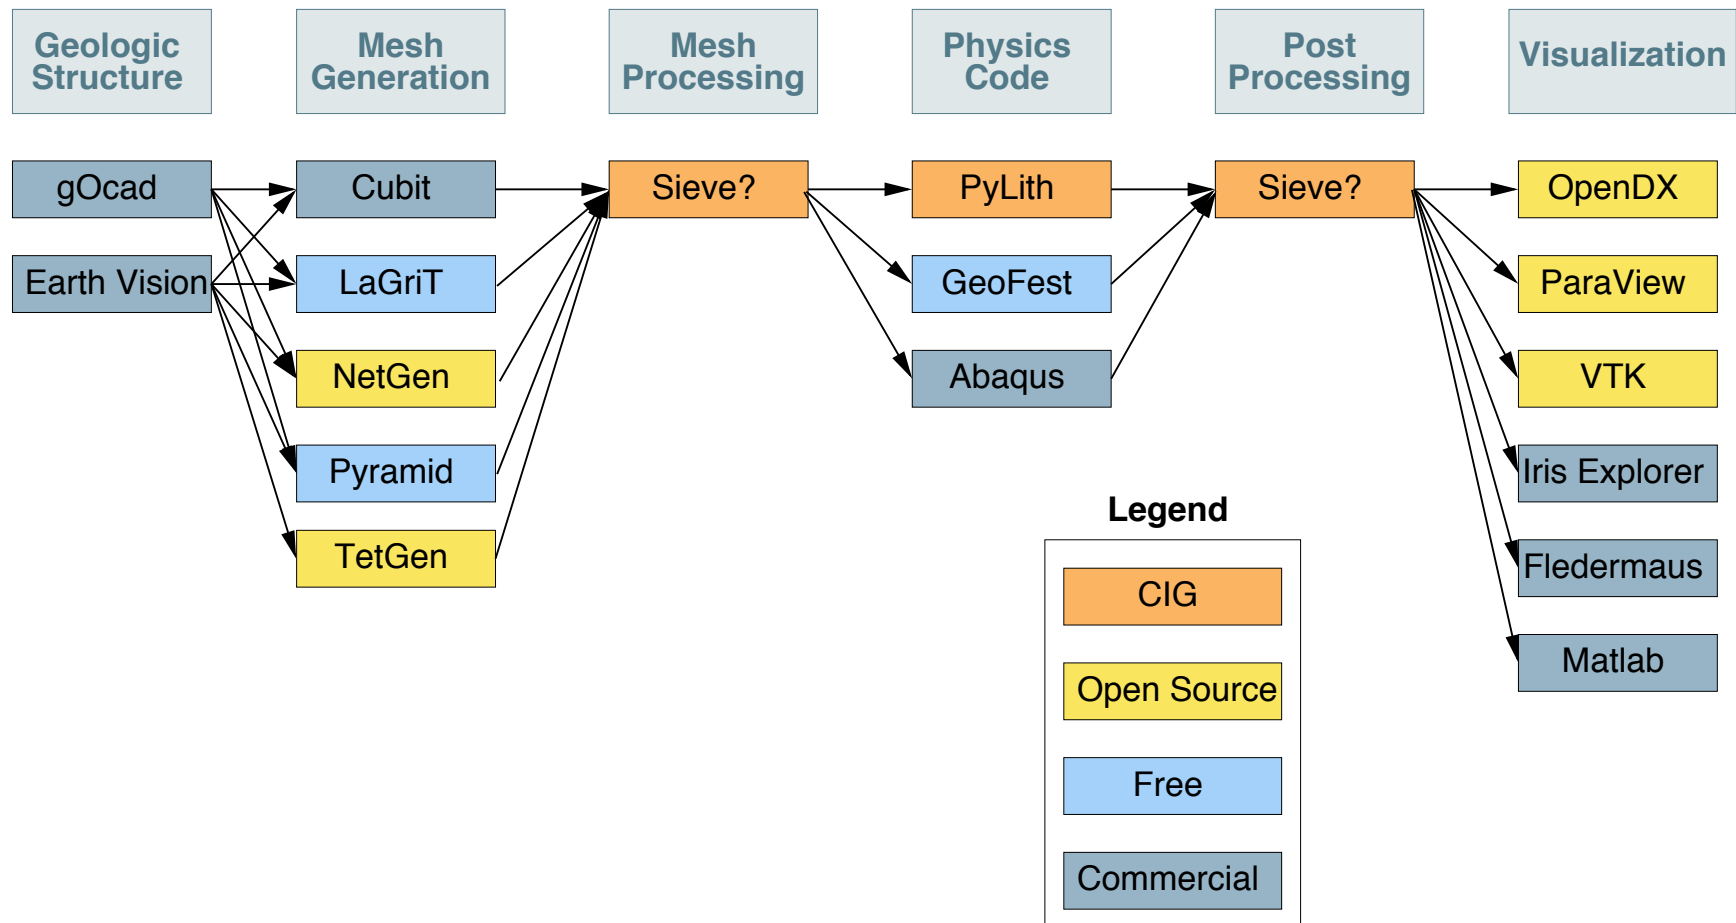 Geologic
Structure
Mesh
Generation
Mesh
Processing
Physics
Code
Post
Processing
Visualization
gOcad
Cubit
Sieve?
PyLith
Sieve?
OpenDX
Earth Vision
LaGriT
GeoFest
ParaView
NetGen
Abaqus
VTK
Pyramid
Iris Explorer
TetGen
Fledermaus
Matlab
Legend
CIG
Open Source
Free
Commercial